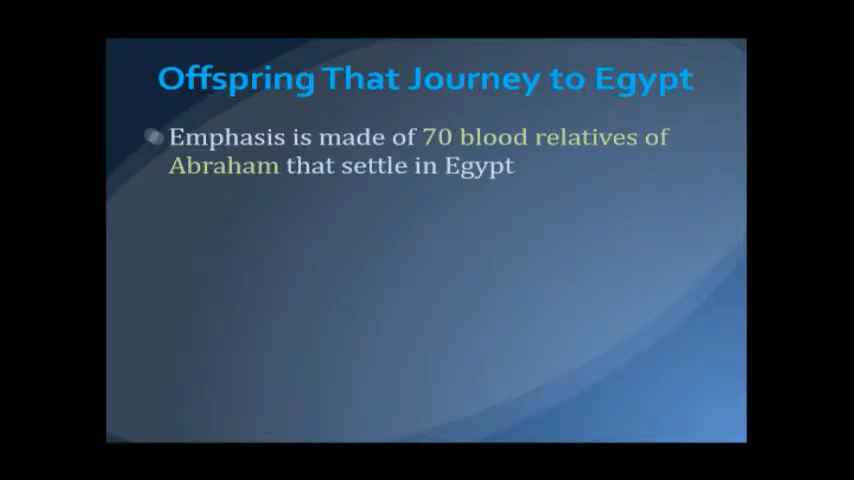 Offspring That Journey to Egypt
Emphasis is made of 70 blood relatives of
Abraham that settle in Egypt